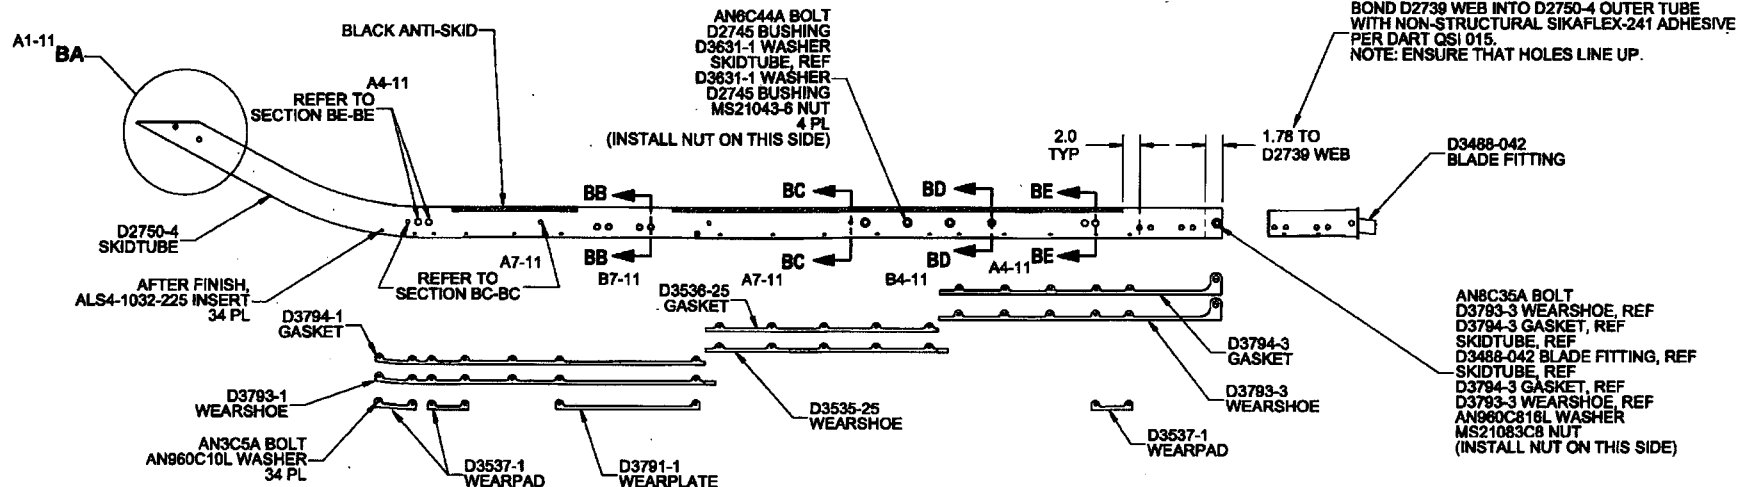 A1-11
BA
BLACK ANTI-SKID
A4-11
REFER TO
SECTION BE-BE
AN6C44A BOLT
D2745 BUSHING
D3631-1 WASHER
SKIDTUBE, REF
D3631-1 WASHER
D2745 BUSHING
MS21043-6 NUT
4 PL
(INSTALL NUT ON THIS SIDE)
BOND D2739 WEB INTO D2750-4 OUTER TUBE
WITH NON-STRUCTURAL SIKAFLEX-241 ADHESIVE
PER DART QSI 015.
NOTE: ENSURE THAT HOLES LINE UP.
2.0
TYP
1.78 TO
D2739 WEB
D3488-042
BLADE FITTING
BB
BC
BD
BE
D2750-4
SKIDTUBE
BB
BC
BD
BE
A7-11
B7-11
A7-11
B4-11
A4-11
REFER TO
SECTION BC-BC
AFTER FINISH,
ALS4-1032-225 INSERT
34 PL
D3794-1
GASKET
D3536-25
GASKET
D3794-3
GASKET
D3793-1
WEARSHOE
D3793-3
WEARSHOE
D3535-25
WEARSHOE
AN3C5A BOLT
AN960C10L WASHER
34 PL
D3537-1
WEARPAD
D3791-1
WEARPLATE
D3537-1
WEARPAD
AN8C35A BOLT
D3793-3 WEARSHOE, REF
D3794-3 GASKET, REF
SKIDTUBE, REF
D3488-042 BLADE FITTING, REF
SKIDTUBE, REF
D3794-3 GASKET, REF
D3793-3 WEARSHOE, REF
AN960C816L WASHER
MS21083C8 NUT
(INSTALL NUT ON THIS SIDE)